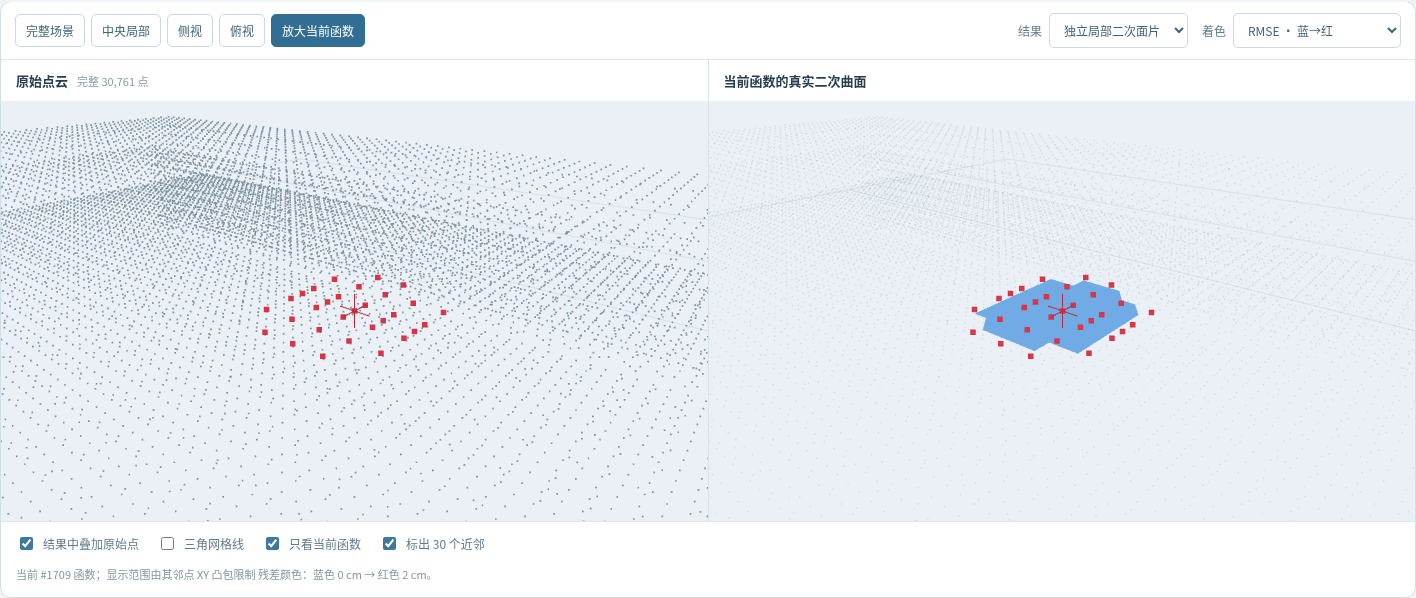 完整场景 中央局部 侧视 俯视 放大当前函数 结果 独立局部二次面片 着色 RMSE · 蓝→红
原始点云 完整 30,761 点 当前函数的真实二次曲面
结果中叠加原始点 三角网格线 只看当前函数 标出 30 个近邻
当前 #1709 函数；显示范围由其邻点 XY 凸包限制 残差颜色：蓝色 0 cm → 红色 2 cm。